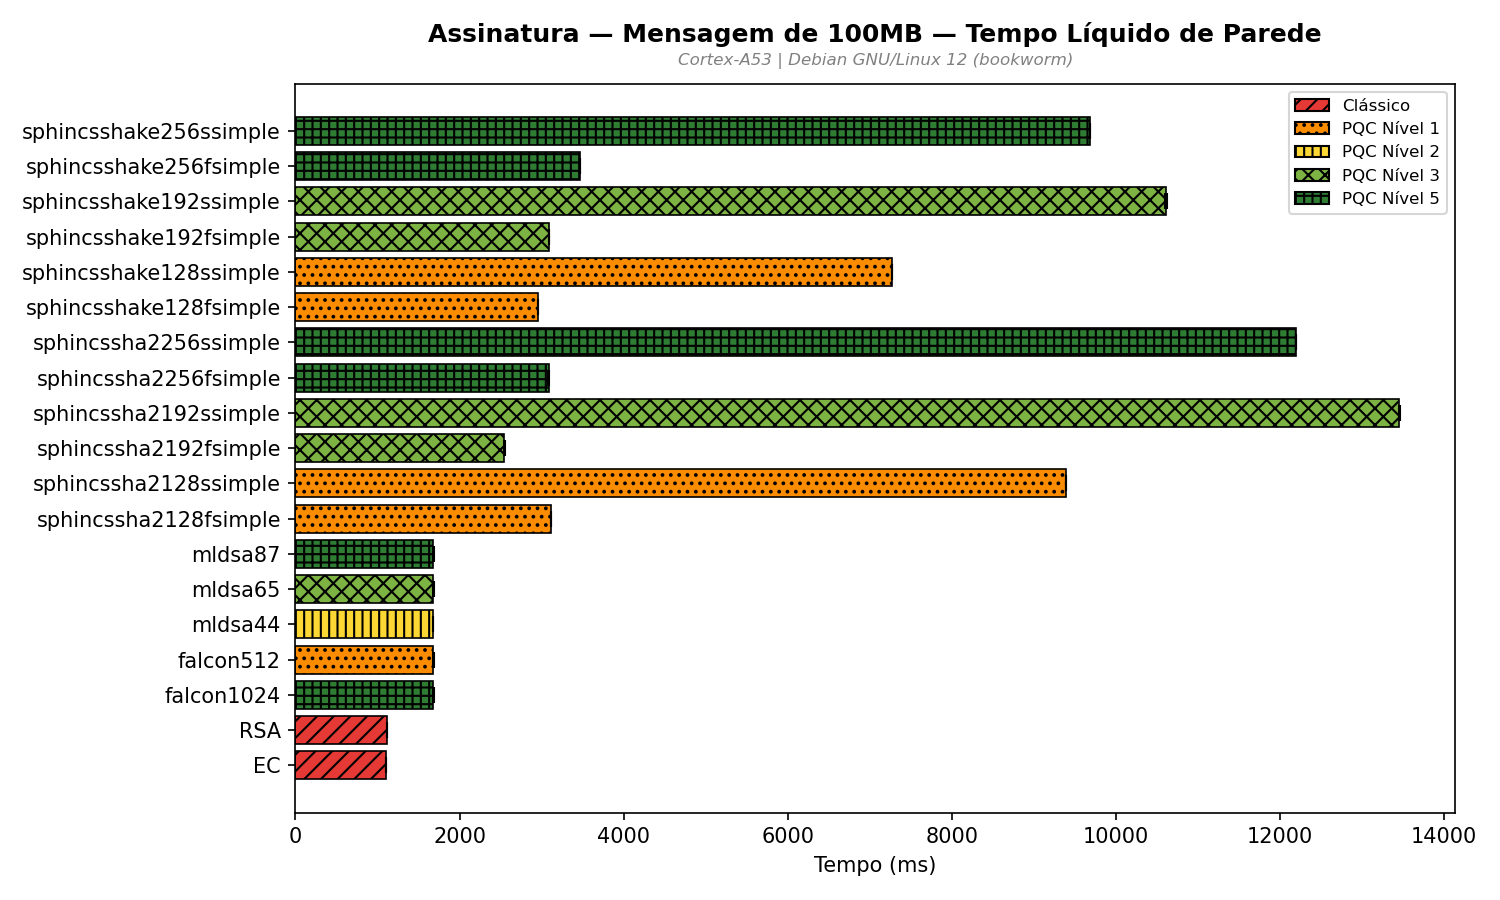 Assinatura — Mensagem de 100MB — Tempo Líquido de Parede
Cortex-A53 | Debian GNU/Linux 12 (bookworm)
Clássico
PQC Nível 1
PQC Nível 2
PQC Nível 3
PQC Nível 5
sphincsshake256ssimple
sphincsshake256fsimple
sphincsshake192ssimple
sphincsshake192fsimple
sphincsshake128ssimple
sphincsshake128fsimple
sphincssha2256ssimple
sphincssha2256fsimple
sphincssha2192ssimple
sphincssha2192fsimple
sphincssha2128ssimple
sphincssha2128fsimple
mldsa87
mldsa65
mldsa44
falcon512
falcon1024
RSA
EC
0 2000 4000 6000 8000 10000 12000 14000
Tempo (ms)